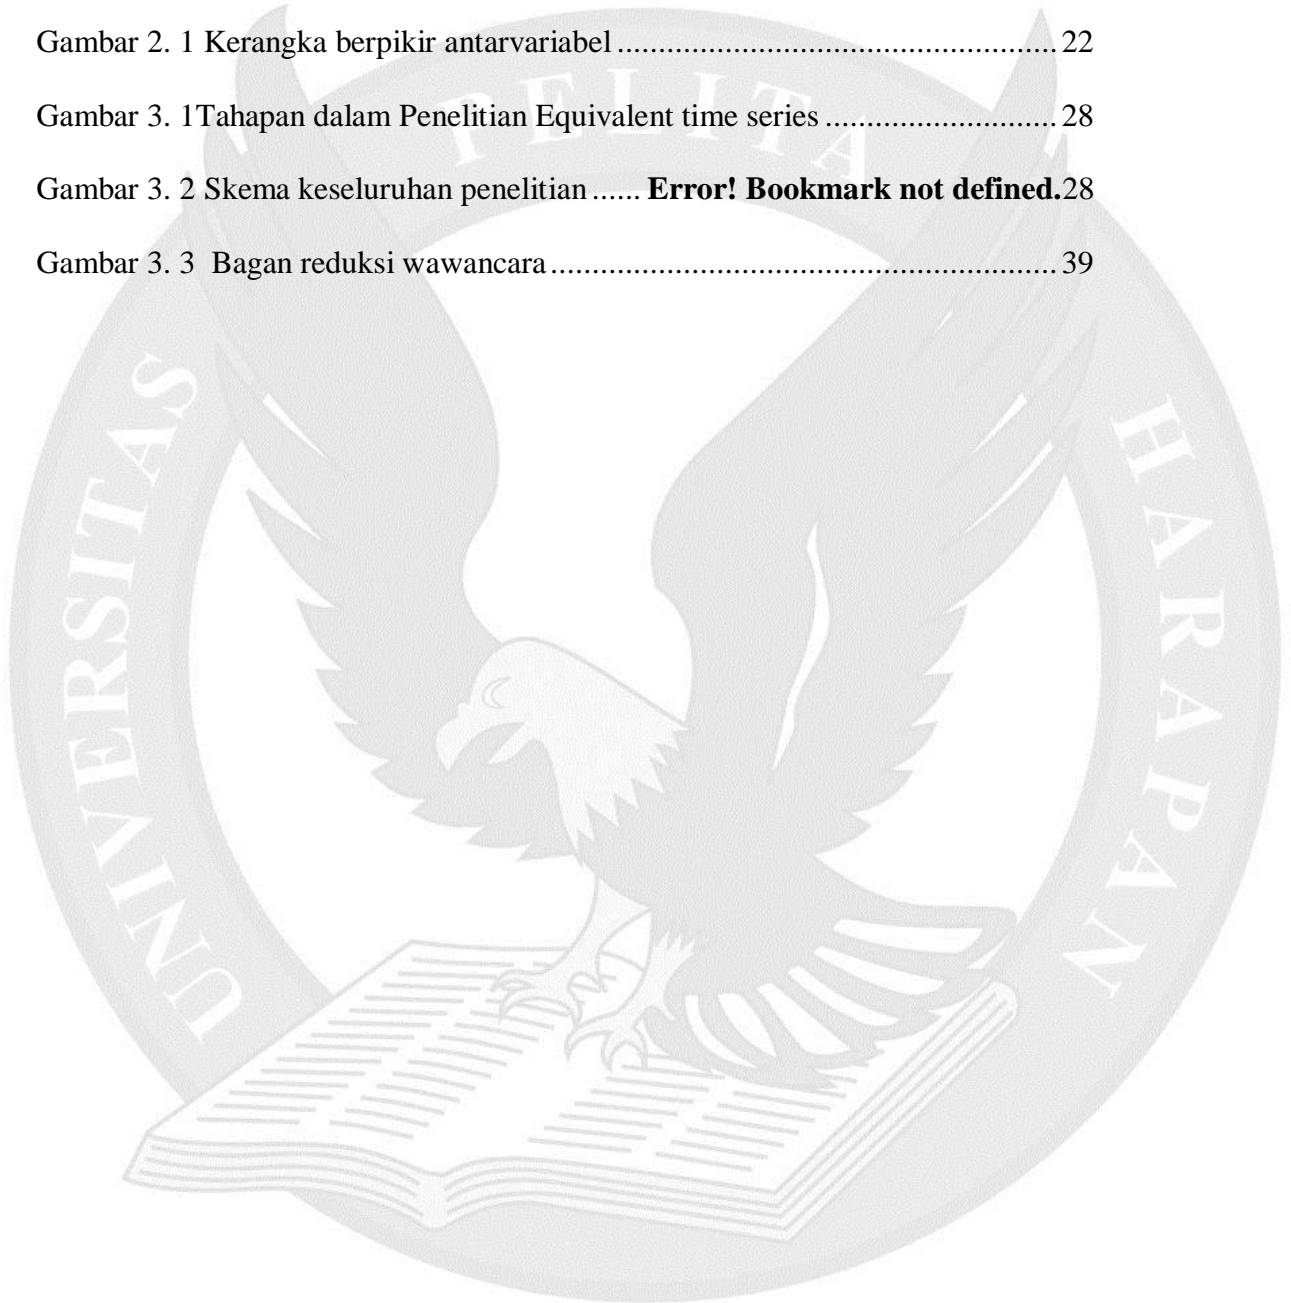 Gambar 2. 1 Kerangka berpikir antarvariabel ..................................................... 22
Gambar 3. 1Tahapan dalam Penelitian Equivalent time series ............................ 28
Gambar 3. 2 Skema keseluruhan penelitian ...... Error! Bookmark not defined.28
Gambar 3. 3  Bagan reduksi wawancara ............................................................. 39
UNIVERSITAS PELITA HARAPAN